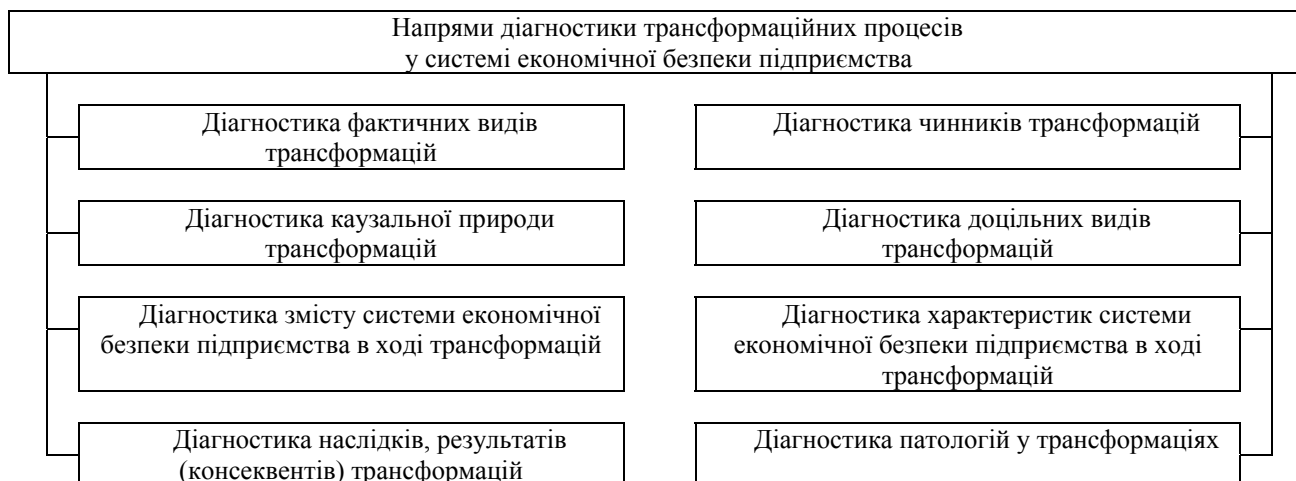 Напрями діагностики трансформаційних процесів
у системі економічної безпеки підприємства
Діагностика фактичних видів
трансформацій
Діагностика чинників трансформацій
Діагностика каузальної природи
трансформацій
Діагностика доцільних видів
трансформацій
Діагностика змісту системи економічної
безпеки підприємства в ході трансформацій
Діагностика характеристик системи
економічної безпеки підприємства в ході
трансформацій
Діагностика наслідків, результатів
(консеквентів) трансформацій
Діагностика патологій у трансформаціях